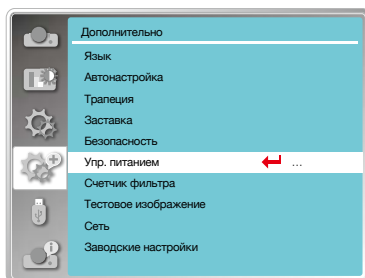 Дополнительно
Язык
Автонастройка
Трапеция
Заставка
Безопасность
Упр. питанием ...
Счетчик фильтра
Тестовое изображение
Сеть
Заводские настройки